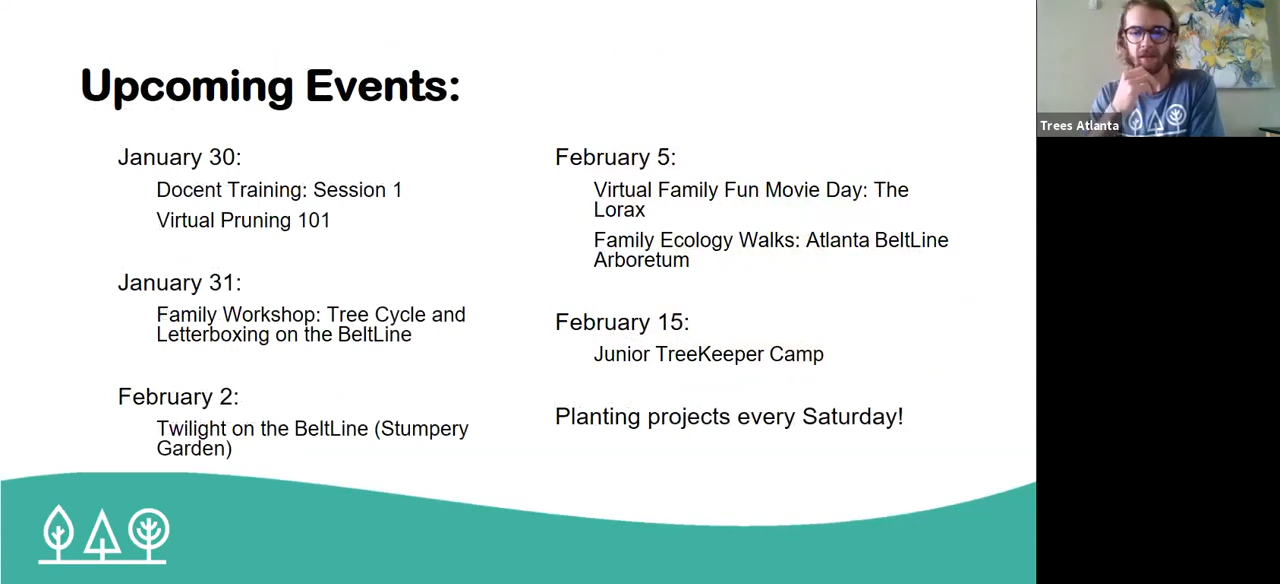 Upcoming Events:
January 30:
Docent Training: Session 1
Virtual Pruning 101
January 31:
Family Workshop: Tree Cycle and
Letterboxing on the BeltLine
February 2:
Twilight on the BeltLine (Stumpery
Garden)
February 5:
Virtual Family Fun Movie Day: The
Lorax
Family Ecology Walks: Atlanta BeltLine
Arboretum
February 15:
Junior TreeKeeper Camp
Planting projects every Saturday!
Trees Atlanta